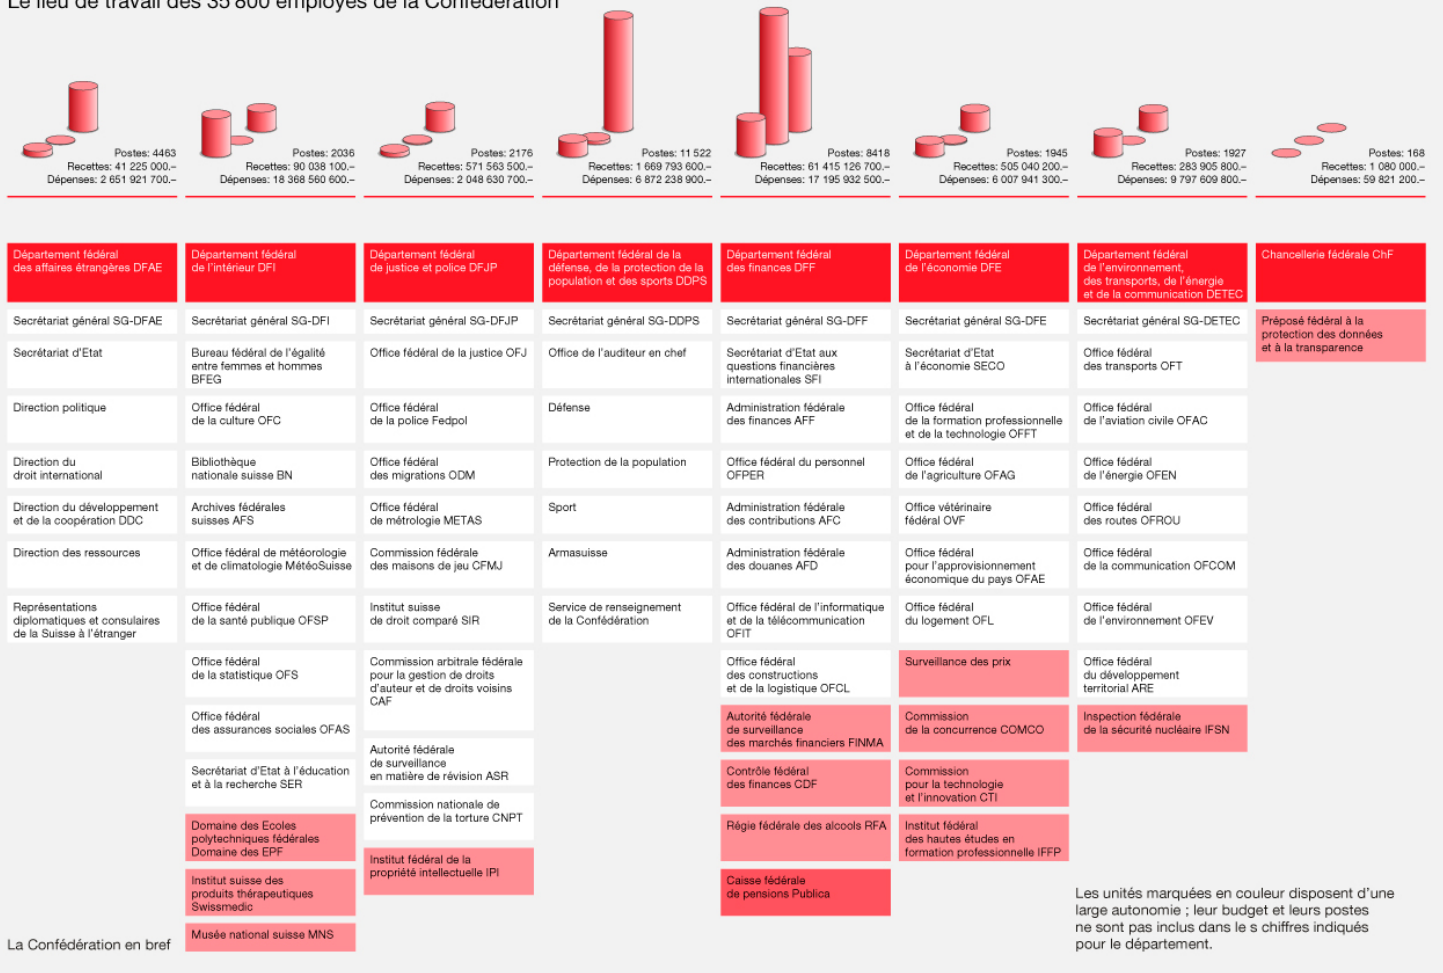 Le lieu de travail des 35 800 employés de la Confédération
Postes: 4463
Recettes: 41 225 000.–
Dépenses: 2 651 921 700.–
Postes: 2036
Recettes: 90 038 100.–
Dépenses: 18 368 560 600.–
Postes: 2176
Recettes: 571 563 500.–
Dépenses: 2 048 630 700.–
Postes: 11 522
Recettes: 1 669 793 600.–
Dépenses: 6 872 238 900.–
Postes: 8418
Recettes: 61 415 126 700.–
Dépenses: 17 195 932 500.–
Postes: 1945
Recettes: 505 040 200.–
Dépenses: 6 007 941 300.–
Postes: 1927
Recettes: 283 905 800.–
Dépenses: 9 797 609 800.–
Postes: 168
Recettes: 1 080 000.–
Dépenses: 59 821 200.–
Département fédéral
des affaires étrangères DFAE
Secrétariat général SG-DFAE
Secrétariat d'Etat
Direction politique
Direction du
droit international
Direction du développement
et de la coopération DDC
Direction des ressources
Représentations
diplomatiques et consulaires
de la Suisse à l'étranger
Département fédéral
de l'intérieur DFI
Secrétariat général SG-DFI
Bureau fédéral de l'égalité
entre femmes et hommes
BFEG
Office fédéral
de la culture OFC
Bibliothèque
nationale suisse BN
Archives fédérales
suisses AFS
Office fédéral de météorologie
et de climatologie MétéoSuisse
Office fédéral
de la santé publique OFSP
Office fédéral
de la statistique OFS
Office fédéral
des assurances sociales OFAS
Secrétariat d'Etat à l'éducation
et à la recherche SER
Domaine des Ecoles
polytechniques fédérales
Domaine des EPF
Institut suisse des
produits thérapeutiques
Swissmedic
Musée national suisse MNS
Département fédéral
de justice et police DFJP
Secrétariat général SG-DFJP
Office fédéral de la justice OFJ
Office fédéral
de la police Fedpol
Office fédéral
des migrations ODM
Office fédéral
de métrologie METAS
Commission fédérale
des maisons de jeu CFMJ
Institut suisse
de droit comparé SIR
Commission arbitrale fédérale
pour la gestion de droits
d'auteur et de droits voisins
CAF
Autorité fédérale
de surveillance
en matière de révision ASR
Commission nationale de
prévention de la torture CNPT
Institut fédéral de la
propriété intellectuelle IPI
Département fédéral de la
défense, de la protection de la
population et des sports DDPS
Secrétariat général SG-DDPS
Office de l'auditeur en chef
Défense
Protection de la population
Sport
Armasuisse
Service de renseignement
de la Confédération
Département fédéral
des finances DFF
Secrétariat général SG-DFF
Secrétariat d'Etat aux
questions financières
internationales SFI
Administration fédérale
des finances AFF
Office fédéral du personnel
OFPER
Administration fédérale
des contributions AFC
Administration fédérale
des douanes AFD
Office fédéral de l'informatique
et de la télécommunication
OFIT
Office fédéral
des constructions
et de la logistique OFCL
Autorité fédérale
de surveillance
des marchés financiers FINMA
Contrôle fédéral
des finances CDF
Régie fédérale des alcools RFA
Caisse fédérale
de pensions Publica
Département fédéral
de l'économie DFE
Secrétariat général SG-DFE
Secrétariat d'Etat
à l'économie SECO
Office fédéral
de la formation professionnelle
et de la technologie OFFT
Office fédéral
de l'agriculture OFAG
Office vétérinaire
fédéral OVF
Office fédéral
pour l'approvisionnement
économique du pays OFAE
Office fédéral
du logement OFL
Surveillance des prix
Commission
de la concurrence COMCO
Commission
pour la technologie
et l'innovation CTI
Institut fédéral
des hautes études en
formation professionnelle IFFP
Département fédéral
de l'environnement,
des transports, de l'énergie
et de la communication DETEC
Secrétariat général SG-DETEC
Office fédéral
des transports OFT
Office fédéral
de l'aviation civile OFAC
Office fédéral
de l'énergie OFEN
Office fédéral
des routes OFROU
Office fédéral
de la communication OFCOM
Office fédéral
de l'environnement OFEV
Office fédéral
du développement
territorial ARE
Inspection fédérale
de la sécurité nucléaire IFSN
Chancellerie fédérale ChF
Préposé fédéral à la
protection des données
et à la transparence
Les unités marquées en couleur disposent d'une
large autonomie ; leur budget et leurs postes
ne sont pas inclus dans le s chiffres indiqués
pour le département.
La Confédération en bref